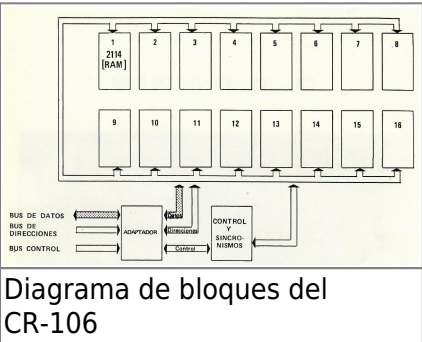 1 2 3 4 5 6 7 8
2114
[RAM]
9 10 11 12 13 14 15 16
BUS DE DATOS
BUS DE
DIRECCIONES
BUS CONTROL
ADAPTADOR
Datos
Direcciones
Control
CONTROL
Y
SINCRO-
NISMOS
Diagrama de bloques del
CR-106